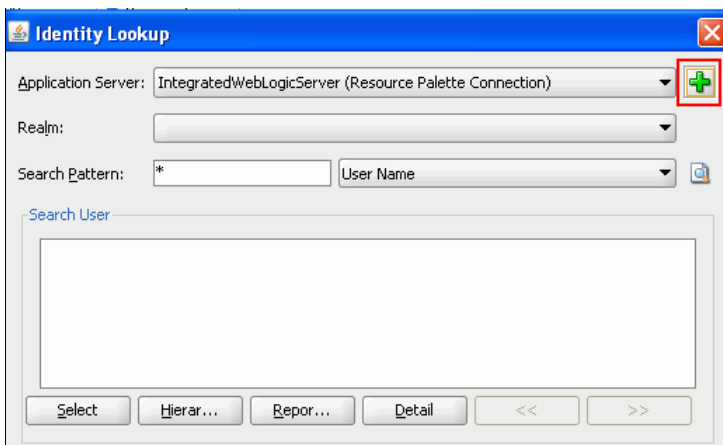 Identity Lookup
Application Server: IntegratedWebLogicServer (Resource Palette Connection)
Realm:
Search Pattern: * User Name
Search User
Select Hierar... Repor... Detail << >>